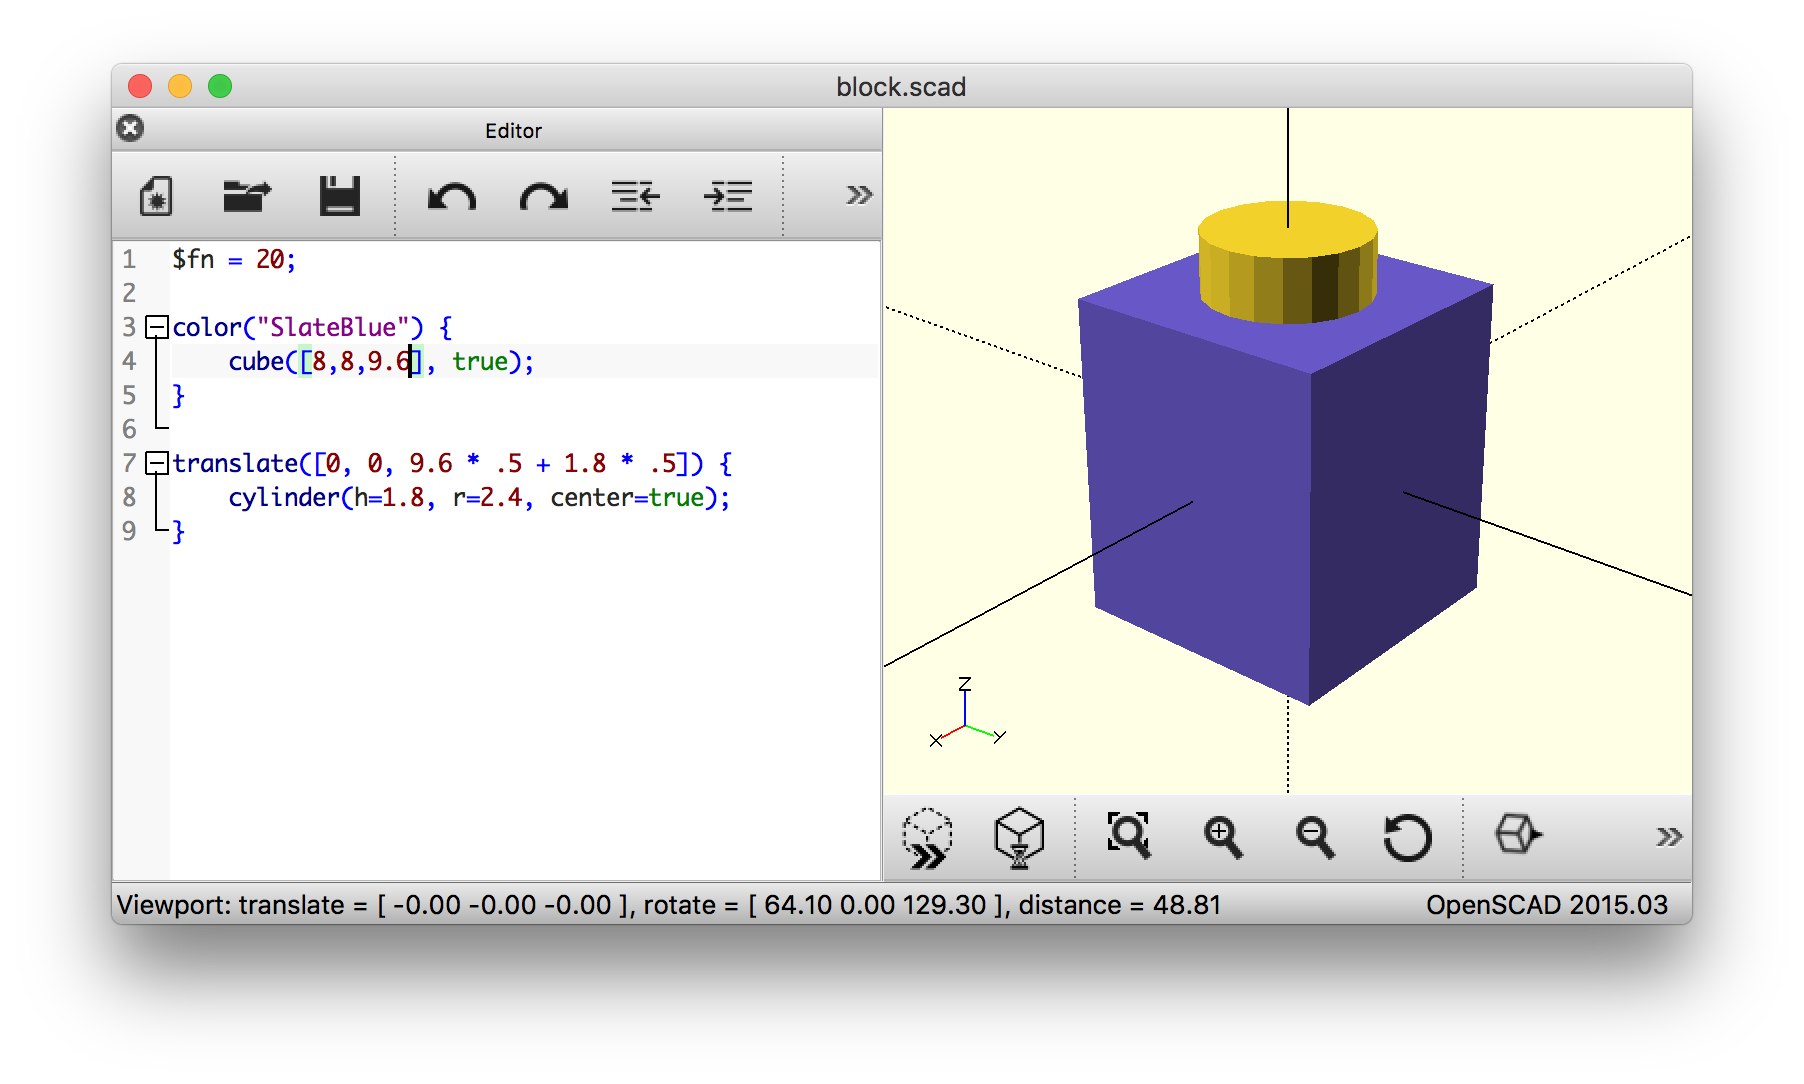 block.scad
Editor
1 $fn = 20;
2
3 color("SlateBlue") {
4     cube([8,8,9.6], true);
5 }
6
7 translate([0, 0, 9.6 * .5 + 1.8 * .5]) {
8     cylinder(h=1.8, r=2.4, center=true);
9 }
Z
X
Y
Viewport: translate = [ -0.00 -0.00 -0.00 ], rotate = [ 64.10 0.00 129.30 ], distance = 48.81
OpenSCAD 2015.03